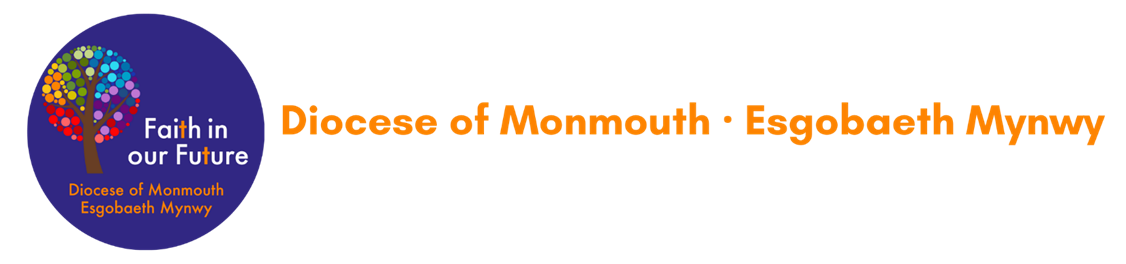 Faith in
our Future
Diocese of Monmouth
Esgobaeth Mynwy
Diocese of Monmouth · Esgobaeth Mynwy